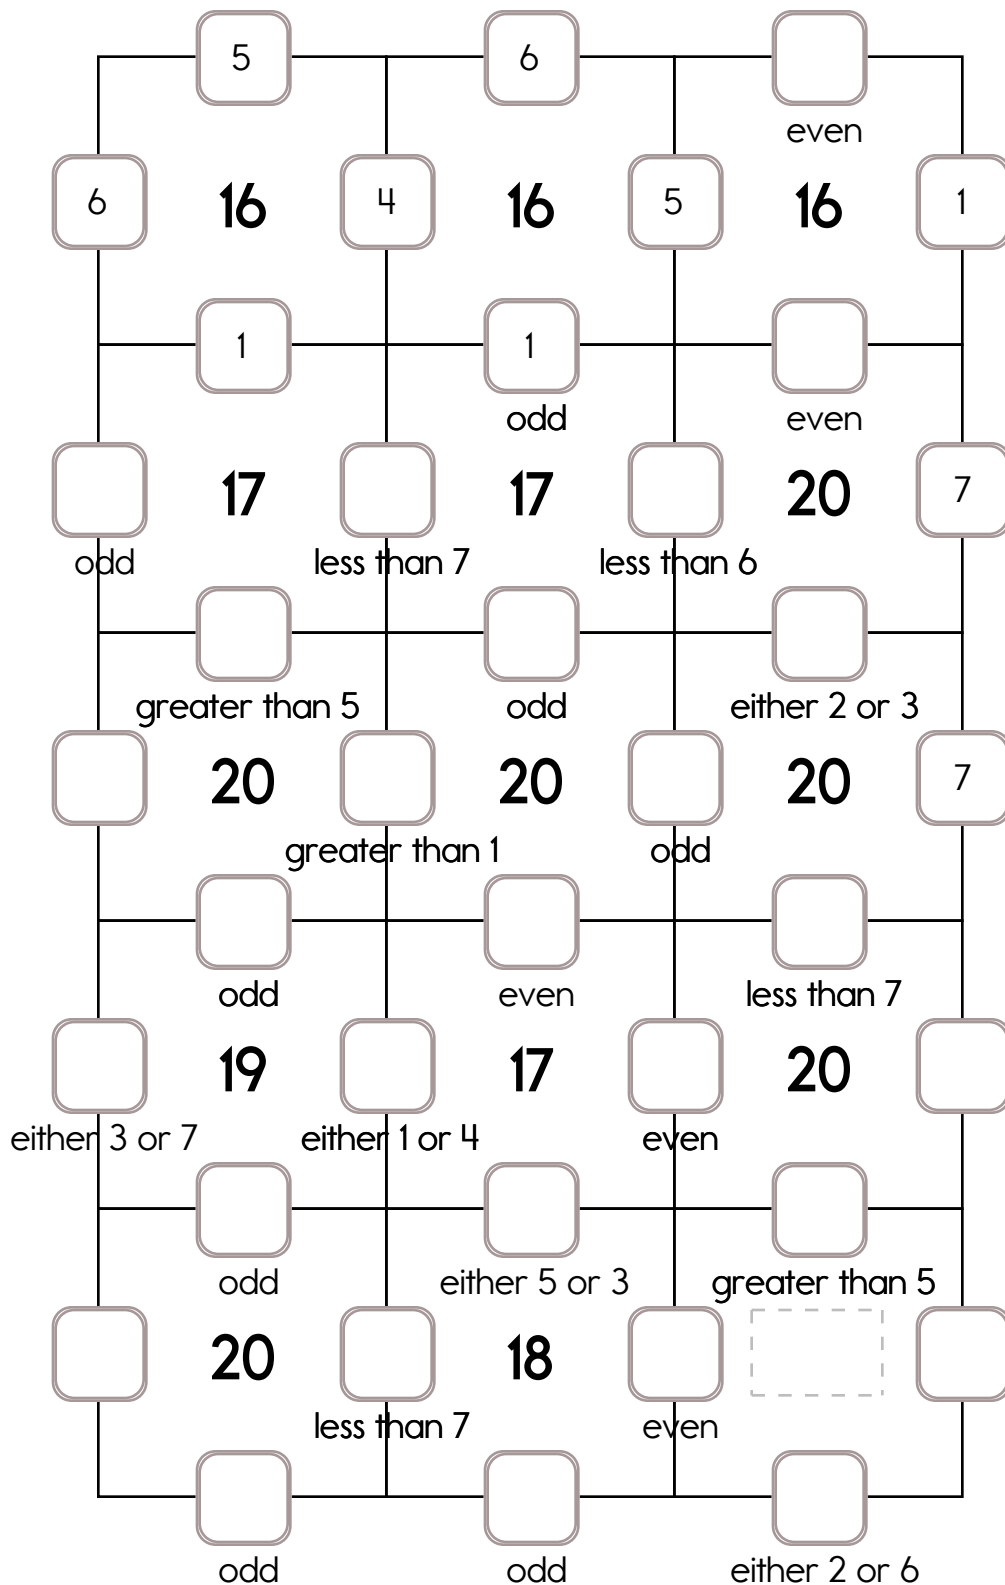 5 6
even
6 16 4 16 5 16 1
1 1
odd even
17 17 20 7
odd less than 7 less than 6
greater than 5 odd either 2 or 3
20 20 20 7
greater than 1 odd
odd even less than 7
19 17 20
either 3 or 7 either 1 or 4 even
odd either 5 or 3 greater than 5
20 18
less than 7 even
odd odd either 2 or 6